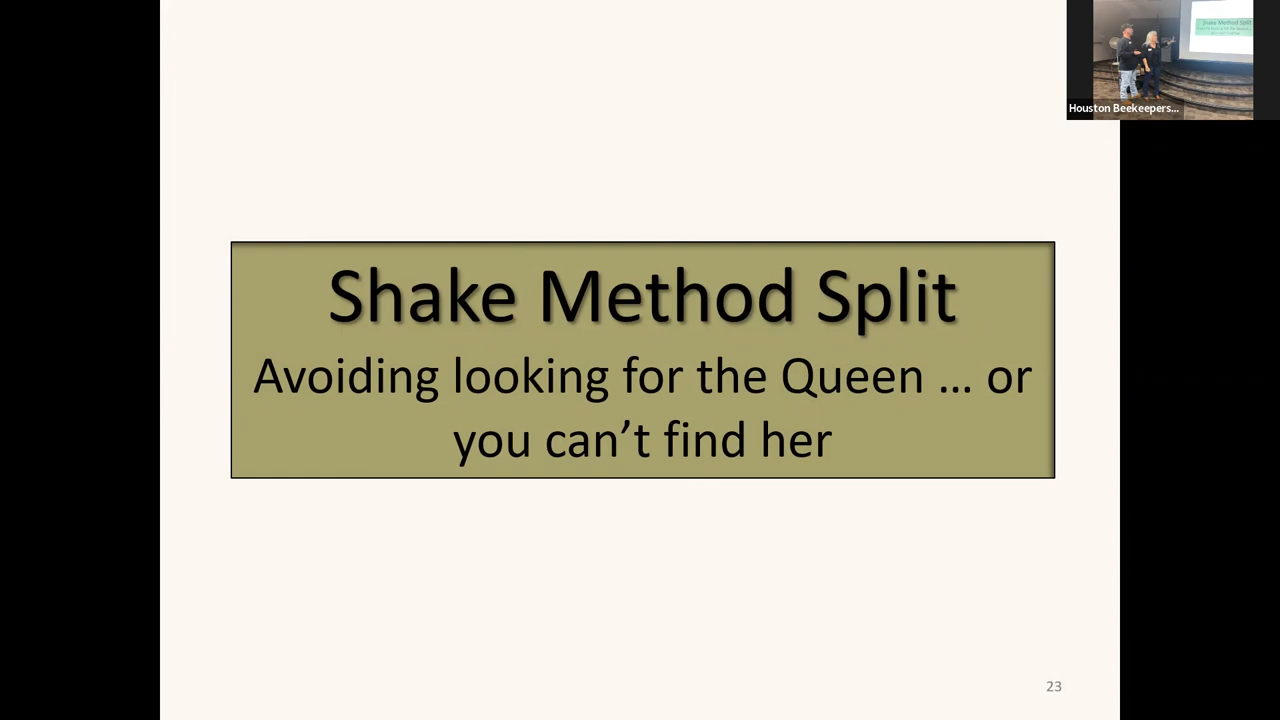 Houston Beekeepers...
Shake Method Split
Avoiding looking for the Queen … or
you can’t find her
23